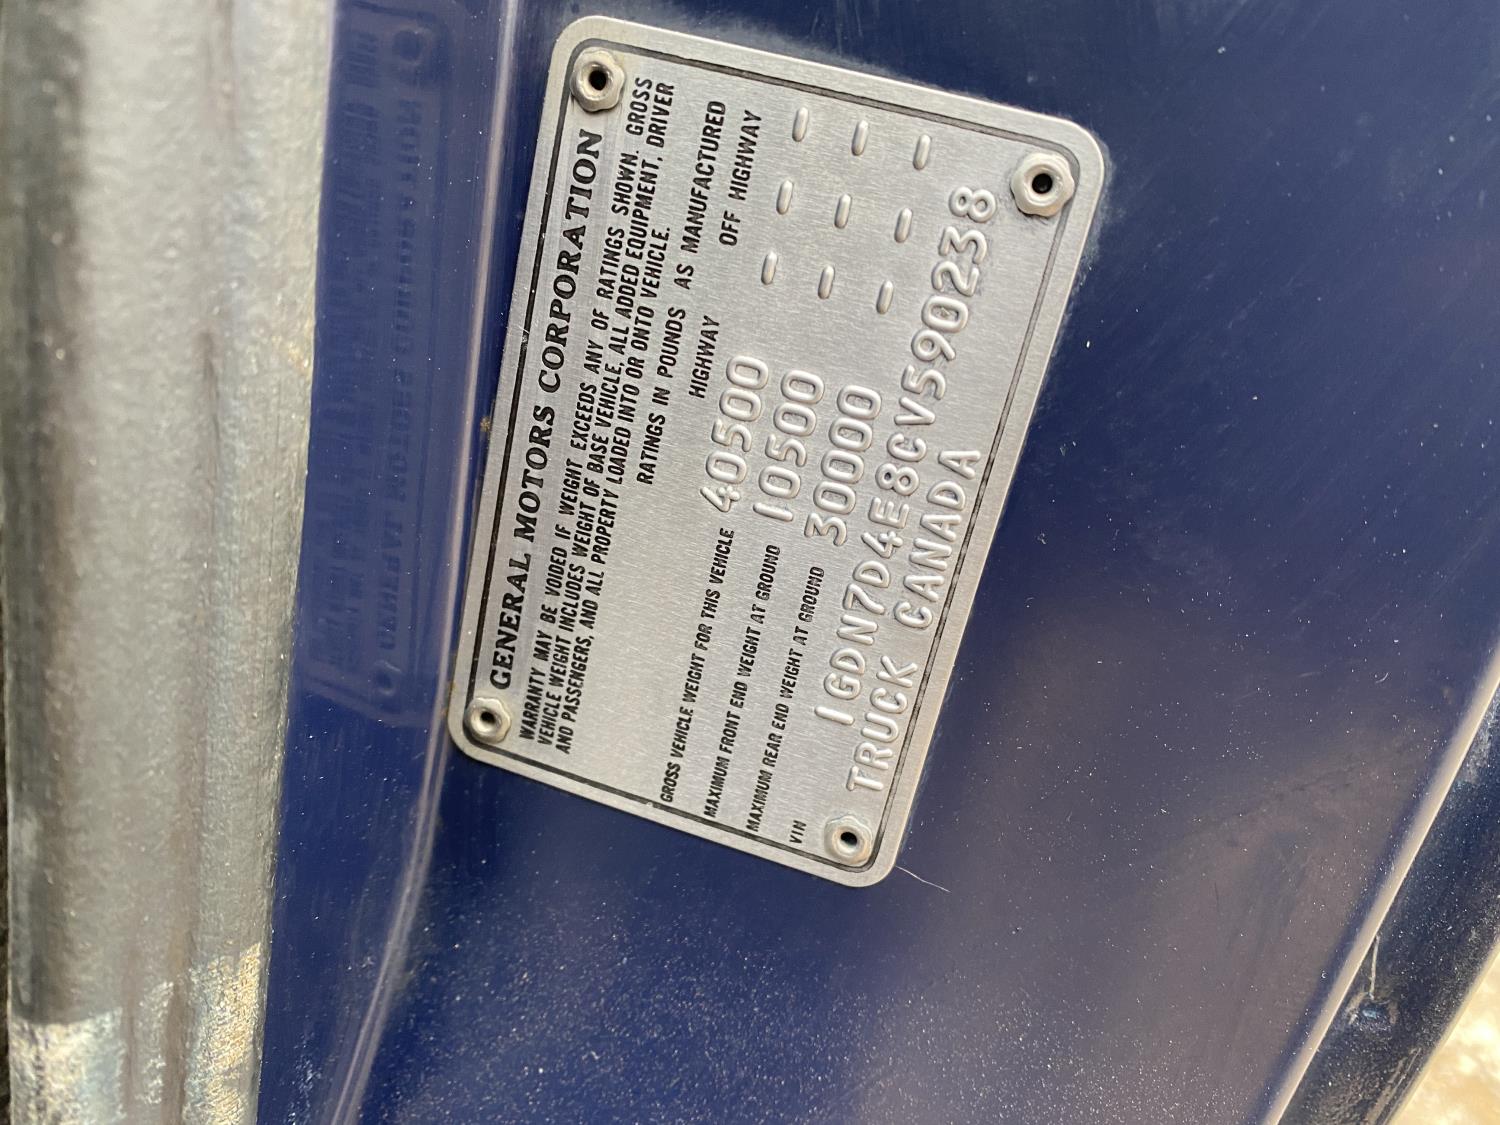 GENERAL MOTORS CORPORATION
WARRANTY MAY BE VOIDED IF WEIGHT EXCEEDS ANY OF RATINGS SHOWN. GROSS
VEHICLE WEIGHT INCLUDES WEIGHT OF BASE VEHICLE, ALL ADDED EQUIPMENT, DRIVER
AND PASSENGERS, AND ALL PROPERTY LOADED INTO OR ONTO VEHICLE.
RATINGS IN POUNDS AS MANUFACTURED
HIGHWAY OFF HIGHWAY
GROSS VEHICLE WEIGHT FOR THIS VEHICLE 40500 - - -
MAXIMUM FRONT END WEIGHT AT GROUND 10500 - - -
MAXIMUM REAR END WEIGHT AT GROUND 30000 - - -
VIN 1GDN7D4E8CV590238
TRUCK CANADA